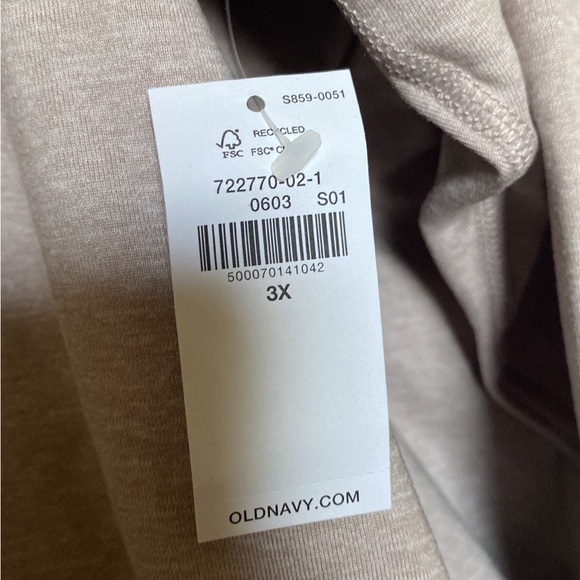 S859-0051
RECYCLED
FSC FSC®
722770-02-1
0603 S01
500070141042
3X
OLDNAVY.COM